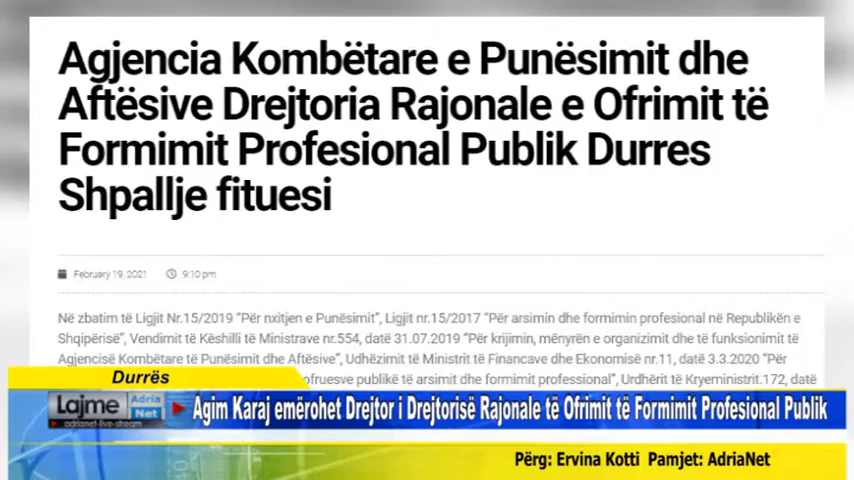 Agjencia Kombëtare e Punësimit dhe
Aftësive Drejtoria Rajonale e Ofrimit të
Formimit Profesional Publik Durres
Shpallje fituesi
February 19, 2021 9:10 pm
Në zbatim të Ligjit Nr.15/2019 “Për nxitjen e Punësimit”, Ligjit nr.15/2017 “Për arsimin dhe formimin profesional në Republikën e
Shqipërisë”, Vendimit të Këshilli të Ministrave nr.554, datë 31.07.2019 “Për krijimin, mënyrën e organizimit dhe të funksionimit të
Agjencisë Kombëtare të Punësimit dhe Aftësive”, Udhëzimit të Ministrit të Financave dhe Ekonomisë nr.11, datë 3.3.2020 “Për
ofruesve publikë të arsimit dhe formimit professional”, Urdhërit të Kryeministrit.172, datë
Durrës
Lajme Adria Net
adrianet-live-stream
Agim Karaj emërohet Drejtor i Drejtorisë Rajonale të Ofrimit të Formimit Profesional Publik
Përg: Ervina Kotti Pamjet: AdriaNet